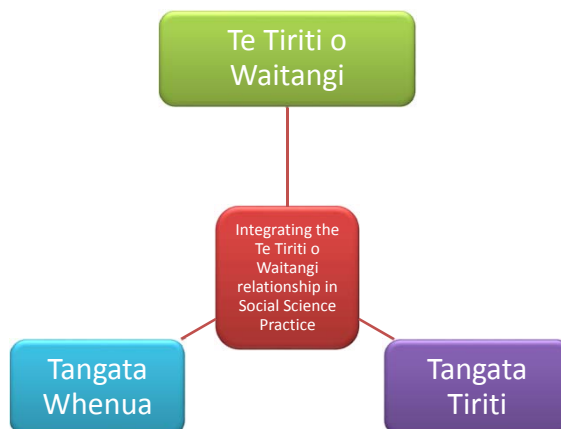 Te Tiriti o
Waitangi
Integrating the
Te Tiriti o
Waitangi
relationship in
Social Science
Practice
Tangata
Whenua
Tangata
Tiriti